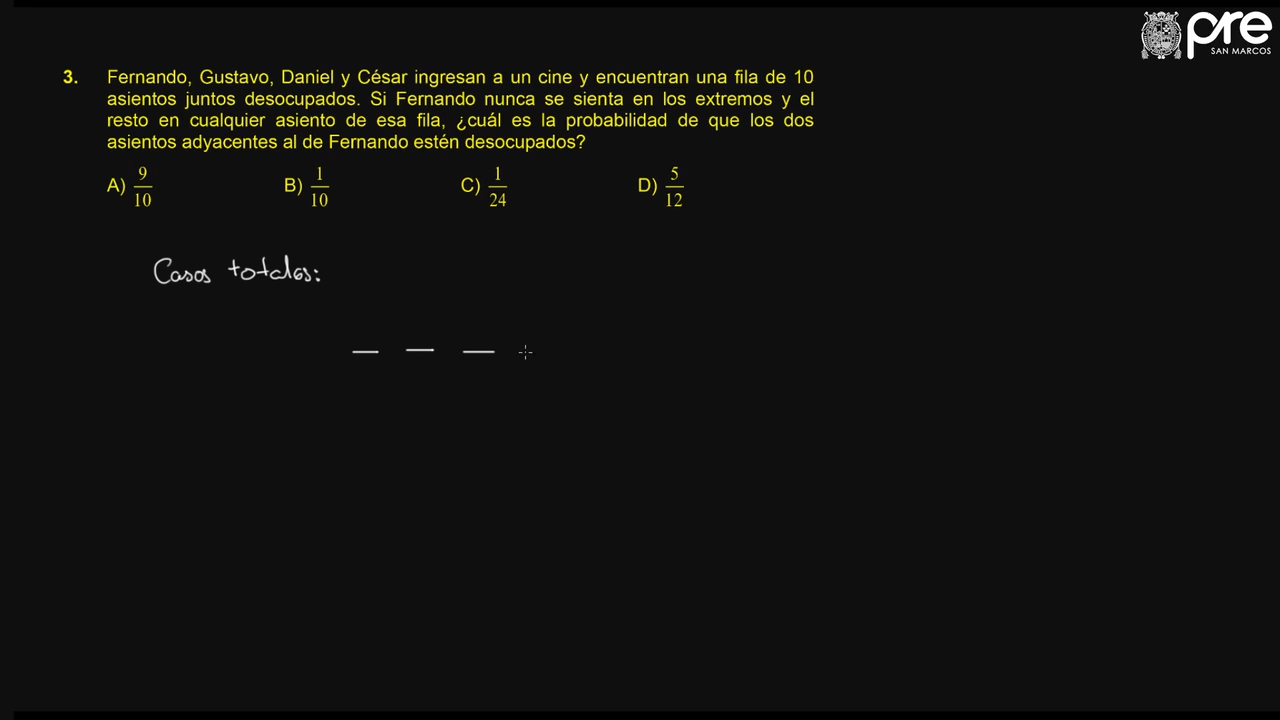 pre
SAN MARCOS
3. Fernando, Gustavo, Daniel y César ingresan a un cine y encuentran una fila de 10
asientos juntos desocupados. Si Fernando nunca se sienta en los extremos y el
resto en cualquier asiento de esa fila, ¿cuál es la probabilidad de que los dos
asientos adyacentes al de Fernando estén desocupados?
A) 9/10 B) 1/10 C) 1/24 D) 5/12
Casos totales: